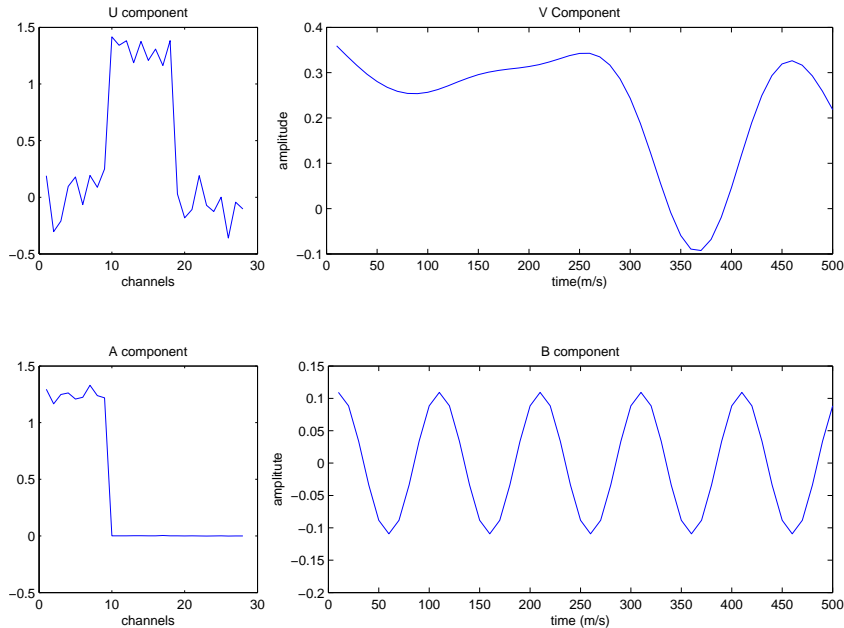 U component
1.5
1
0.5
0
−0.5
0 10 20 30
channels
V Component
0.4
0.3
0.2
0.1
0
−0.1
amplitude
0 50 100 150 200 250 300 350 400 450 500
time(m/s)
A component
1.5
1
0.5
0
−0.5
0 10 20 30
channels
B component
0.15
0.1
0.05
0
−0.05
−0.1
−0.15
−0.2
amplitute
0 50 100 150 200 250 300 350 400 450 500
time (m/s)